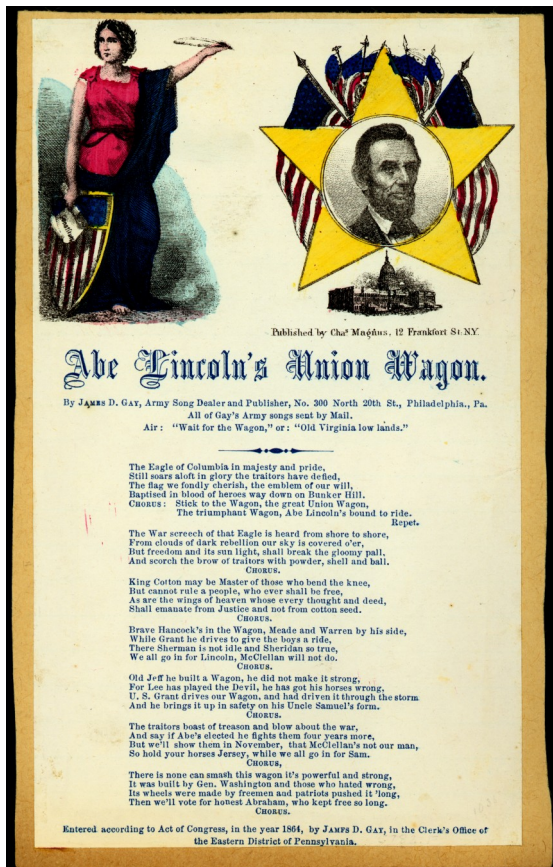 Published by Chas Magnus, 12 Frankfort St. N.Y.
Abe Lincoln's Union Wagon.
By JAMES D. GAY, Army Song Dealer and Publisher, No. 300 North 20th St., Philadelphia., Pa.
All of Gay's Army songs sent by Mail.
Air: "Wait for the Wagon," or: "Old Virginia low lands."
The Eagle of Columbia in majesty and pride,
Still soars aloft in glory the traitors have defied,
The flag we fondly cherish, the emblem of our will,
Baptised in blood of heroes way down on Bunker Hill.
CHORUS: Stick to the Wagon, the great Union Wagon,
The triumphant Wagon, Abe Lincoln's bound to ride.
Repet.
The War screech of that Eagle is heard from shore to shore,
From clouds of dark rebellion our sky is covered o'er,
But freedom and its sun light, shall break the gloomy pall,
And scorch the brow of traitors with powder, shell and ball.
CHORUS.
King Cotton may be Master of those who bend the knee,
But cannot rule a people, who ever shall be free,
As are the wings of heaven whose every thought and deed,
Shall emanate from Justice and not from cotton seed.
CHORUS.
Brave Hancock's in the Wagon, Meade and Warren by his side,
While Grant he drives to give the boys a ride,
There Sherman is not idle and Sheridan so true,
We all go in for Lincoln, McClellan will not do.
CHORUS.
Old Jeff he built a Wagon, he did not make it strong,
For Lee has played the Devil, he has got his horses wrong,
U. S. Grant drives our Wagon, and had driven it through the storm
And he brings it up in safety on his Uncle Samuel's form.
CHORUS.
The traitors boast of treason and blow about the war,
And say if Abe's elected he fights them four years more,
But we'll show them in November, that McClellan's not our man,
So hold your horses Jersey, while we all go in for Sam.
CHORUS,
There is none can smash this wagon it's powerful and strong,
It was built by Gen. Washington and those who hated wrong,
Its wheels were made by freemen and patriots pushed it 'long,
Then we'll vote for honest Abraham, who kept free so long.
CHORUS.
Entered according to Act of Congress, in the year 1864, by JAMES D. GAY, in the Clerk's Office of
the Eastern District of Pennsylvania.